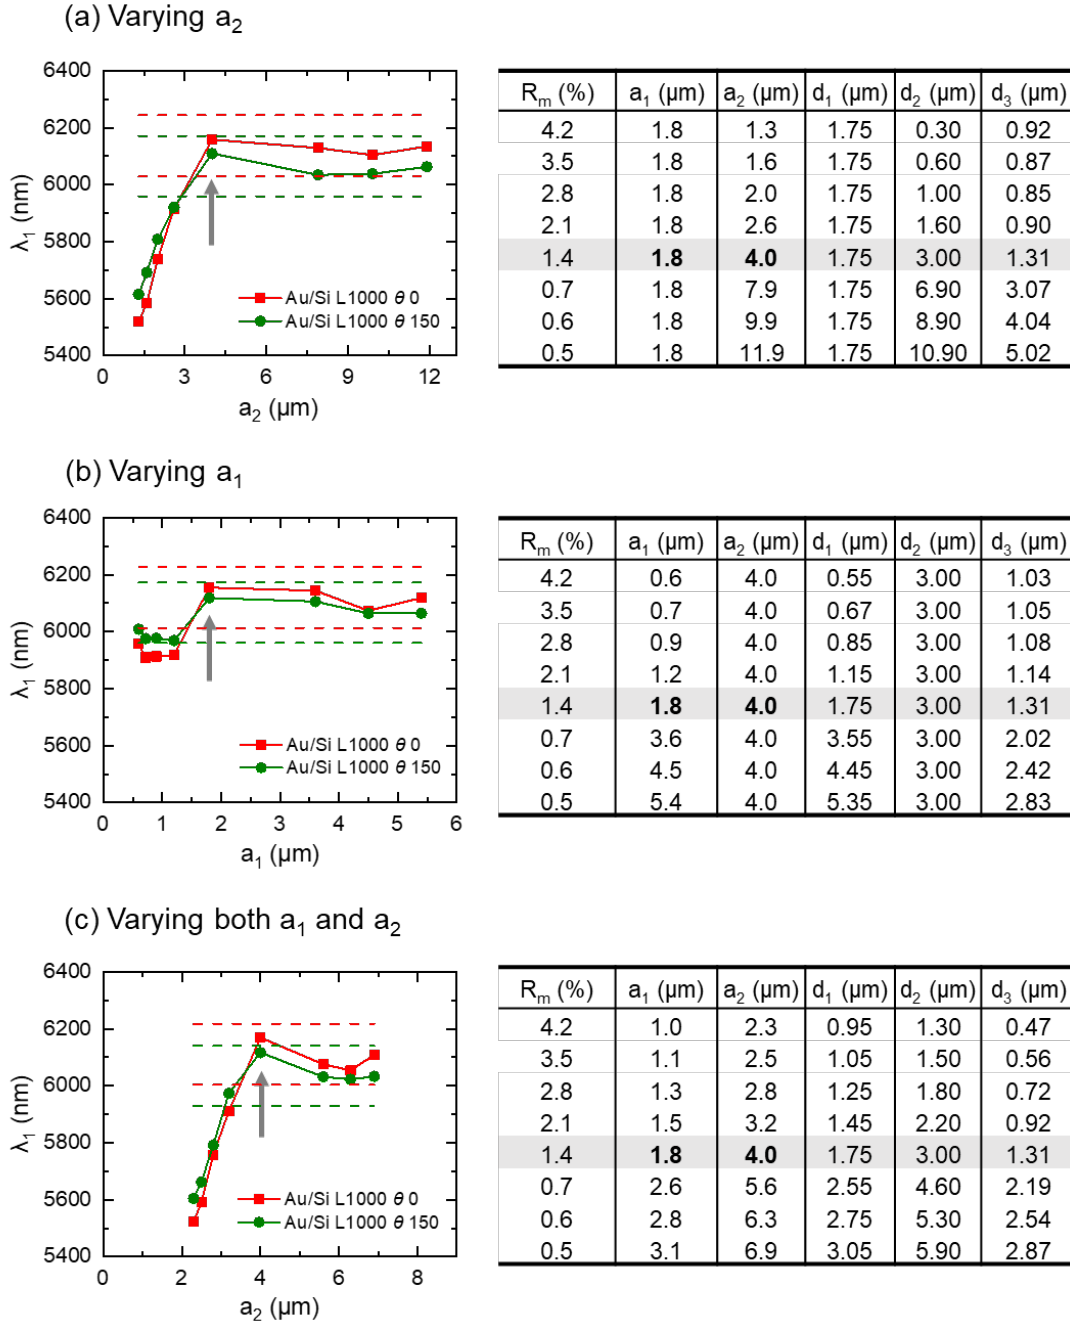 (a) Varying a₂
6400
6200
6000
5800
5600
5400
λ₁ (nm)
Au/Si L1000 θ 0
Au/Si L1000 θ 150
0 3 6 9 12
a₂ (μm)
Rₘ (%) a₁ (μm) a₂ (μm) d₁ (μm) d₂ (μm) d₃ (μm)
4.2 1.8 1.3 1.75 0.30 0.92
3.5 1.8 1.6 1.75 0.60 0.87
2.8 1.8 2.0 1.75 1.00 0.85
2.1 1.8 2.6 1.75 1.60 0.90
1.4 1.8 4.0 1.75 3.00 1.31
0.7 1.8 7.9 1.75 6.90 3.07
0.6 1.8 9.9 1.75 8.90 4.04
0.5 1.8 11.9 1.75 10.90 5.02
(b) Varying a₁
6400
6200
6000
5800
5600
5400
λ₁ (nm)
Au/Si L1000 θ 0
Au/Si L1000 θ 150
0 1 2 3 4 5 6
a₁ (μm)
Rₘ (%) a₁ (μm) a₂ (μm) d₁ (μm) d₂ (μm) d₃ (μm)
4.2 0.6 4.0 0.55 3.00 1.03
3.5 0.7 4.0 0.67 3.00 1.05
2.8 0.9 4.0 0.85 3.00 1.08
2.1 1.2 4.0 1.15 3.00 1.14
1.4 1.8 4.0 1.75 3.00 1.31
0.7 3.6 4.0 3.55 3.00 2.02
0.6 4.5 4.0 4.45 3.00 2.42
0.5 5.4 4.0 5.35 3.00 2.83
(c) Varying both a₁ and a₂
6400
6200
6000
5800
5600
5400
λ₁ (nm)
Au/Si L1000 θ 0
Au/Si L1000 θ 150
0 2 4 6 8
a₂ (μm)
Rₘ (%) a₁ (μm) a₂ (μm) d₁ (μm) d₂ (μm) d₃ (μm)
4.2 1.0 2.3 0.95 1.30 0.47
3.5 1.1 2.5 1.05 1.50 0.56
2.8 1.3 2.8 1.25 1.80 0.72
2.1 1.5 3.2 1.45 2.20 0.92
1.4 1.8 4.0 1.75 3.00 1.31
0.7 2.6 5.6 2.55 4.60 2.19
0.6 2.8 6.3 2.75 5.30 2.54
0.5 3.1 6.9 3.05 5.90 2.87